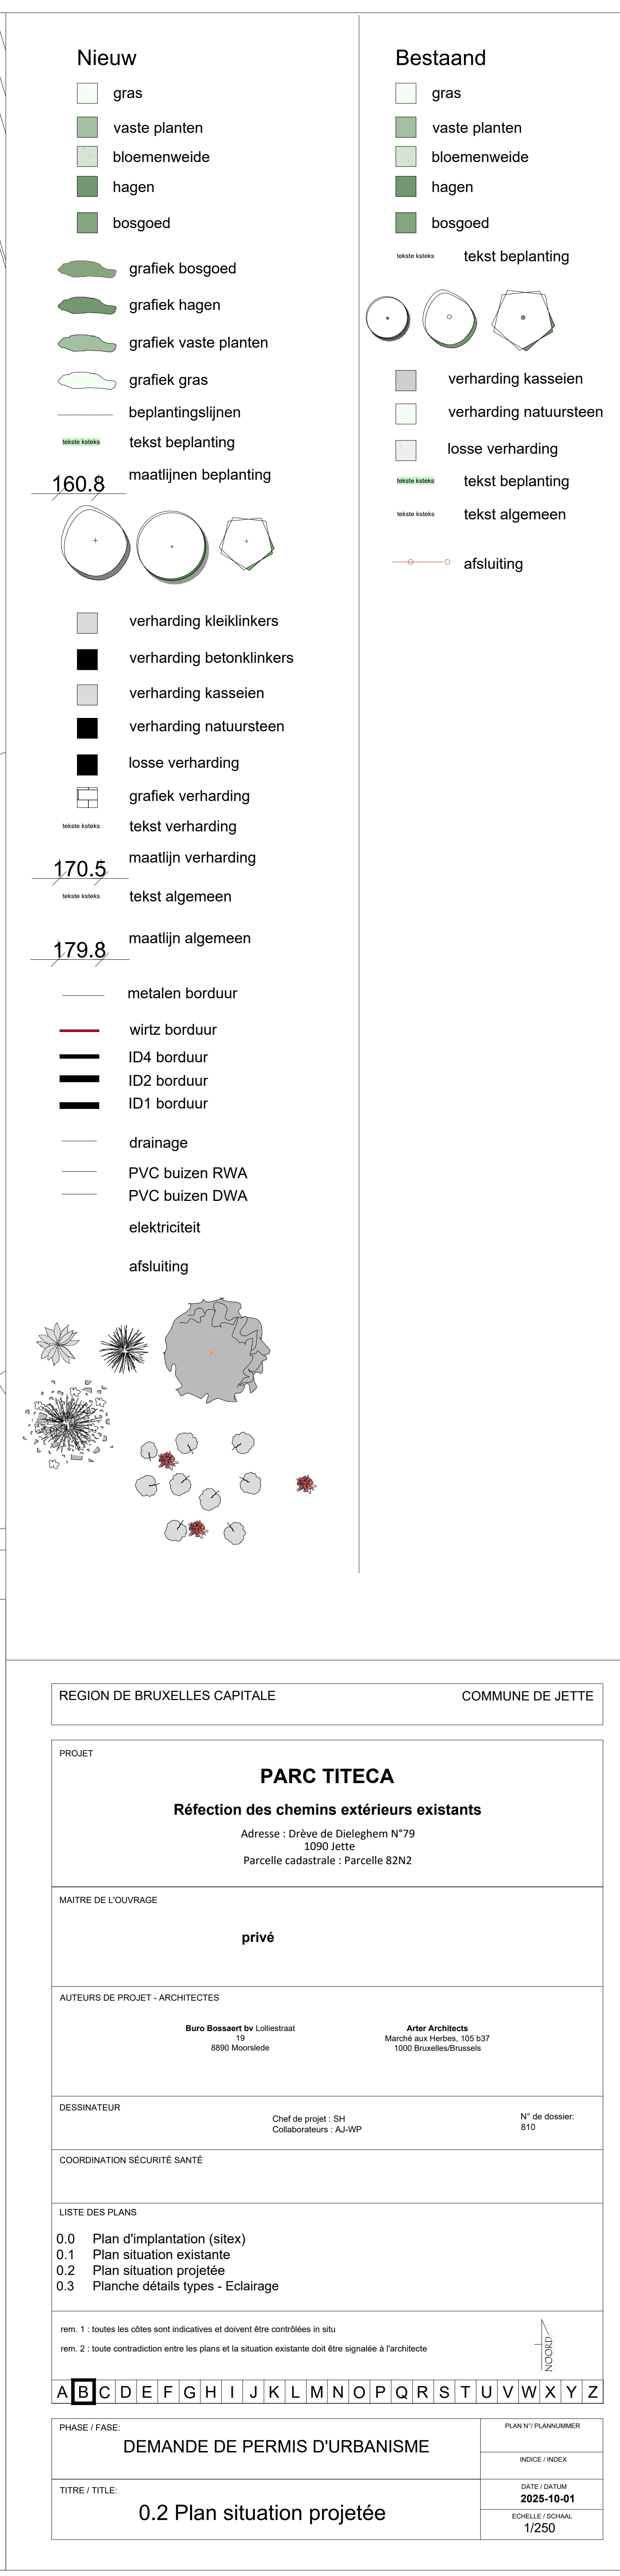 Nieuw
gras
vaste planten
bloemenweide
hagen
bosgoed
grafiek bosgoed
grafiek hagen
grafiek vaste planten
grafiek gras
beplantingslijnen
tekste ksteks tekst beplanting
160.8 maatlijnen beplanting
verharding kleiklinkers
verharding betonklinkers
verharding kasseien
verharding natuursteen
losse verharding
grafiek verharding
tekste ksteks tekst verharding
170.5 maatlijn verharding
tekste ksteks tekst algemeen
179.8 maatlijn algemeen
metalen borduur
wirtz borduur
ID4 borduur
ID2 borduur
ID1 borduur
drainage
PVC buizen RWA
PVC buizen DWA
elektriciteit
afsluiting
Bestaand
gras
vaste planten
bloemenweide
hagen
bosgoed
tekste ksteks tekst beplanting
verharding kasseien
verharding natuursteen
losse verharding
tekste ksteks tekst beplanting
tekste ksteks tekst algemeen
afsluiting
REGION DE BRUXELLES CAPITALE COMMUNE DE JETTE
PROJET
PARC TITECA
Réfection des chemins extérieurs existants
Adresse : Drève de Dieleghem N°79
1090 Jette
Parcelle cadastrale : Parcelle 82N2
MAITRE DE L'OUVRAGE
privé
AUTEURS DE PROJET - ARCHITECTES
Buro Bossaert bv Lolliestraat
19
8890 Moorslede
Arter Architects
Marché aux Herbes, 105 b37
1000 Bruxelles/Brussels
DESSINATEUR
Chef de projet : SH
Collaborateurs : AJ-WP
N° de dossier:
810
COORDINATION SÉCURITÉ SANTÉ
LISTE DES PLANS
0.0 Plan d'implantation (sitex)
0.1 Plan situation existante
0.2 Plan situation projetée
0.3 Planche détails types - Eclairage
rem. 1 : toutes les côtes sont indicatives et doivent être contrôlées in situ
rem. 2 : toute contradiction entre les plans et la situation existante doit être signalée à l'architecte
NOORD
A B C D E F G H I J K L M N O P Q R S T U V W X Y Z
PHASE / FASE:
DEMANDE DE PERMIS D'URBANISME
TITRE / TITLE:
0.2 Plan situation projetée
PLAN N°/ PLANNUMMER
INDICE / INDEX
DATE / DATUM
2025-10-01
ECHELLE / SCHAAL
1/250